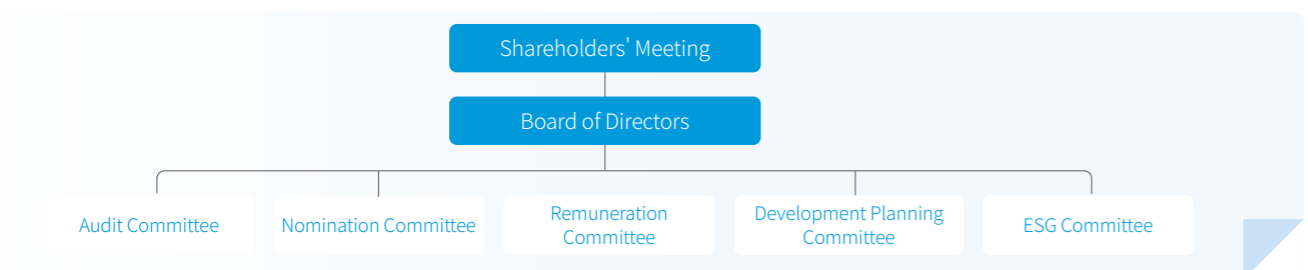 Shareholders' Meeting
Board of Directors
Audit Committee
Nomination Committee
Remuneration
Committee
Development Planning
Committee
ESG Committee